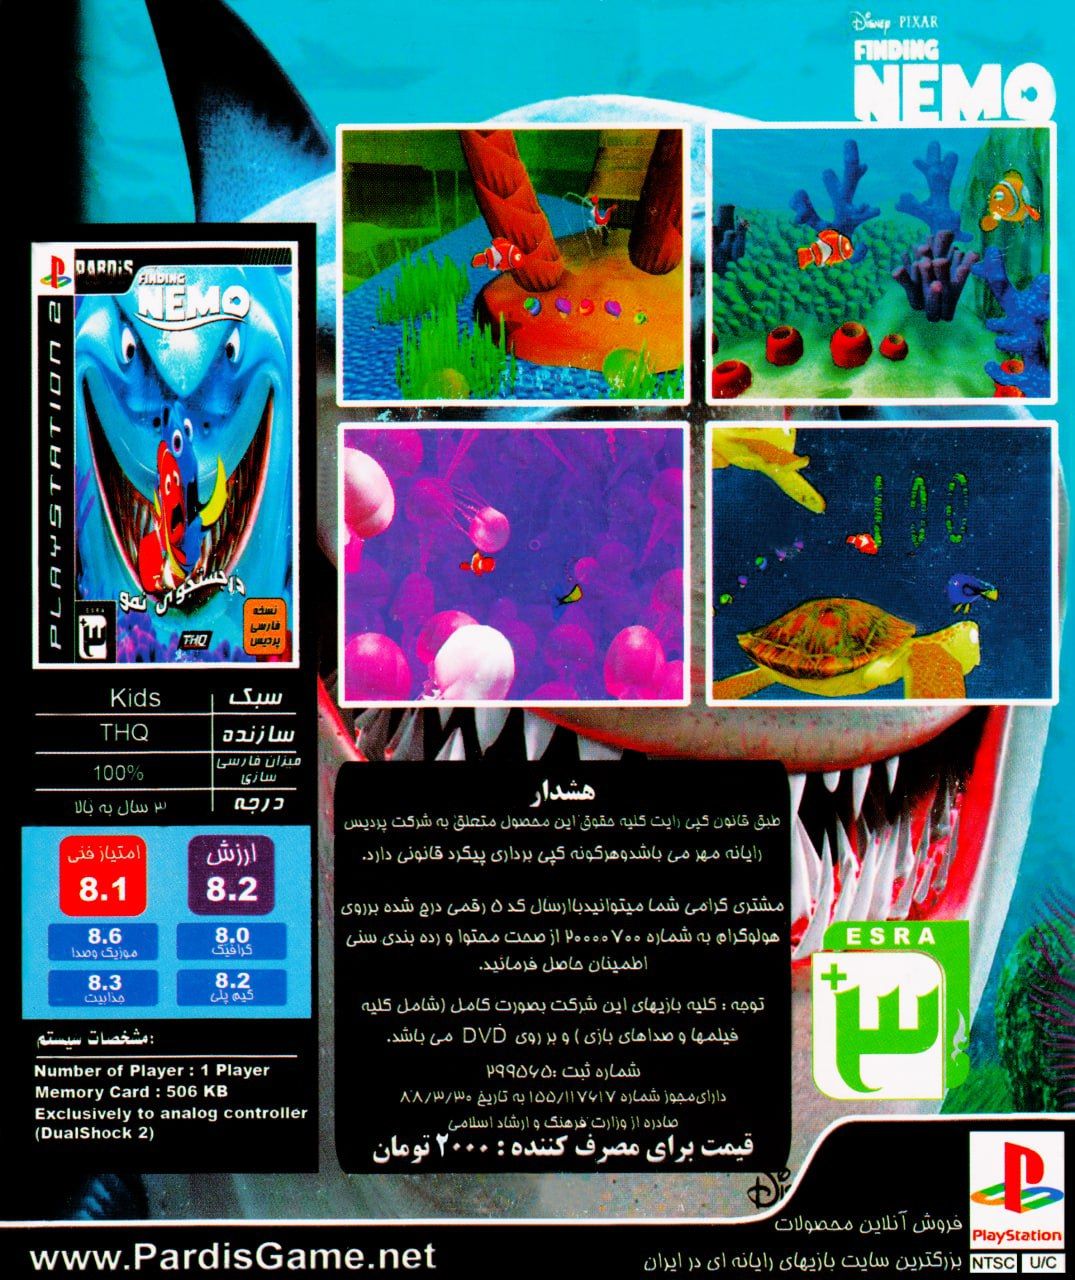 Disney PIXAR
FINDING
NEMO
PARDIS
FINDING
NEMO
PLAYSTATION 2
در جستجوی نمو
ESRA
۳
THQ
نسخه
فارسی
پردیس
سبک Kids
سازنده THQ
میزان فارسی سازی 100%
درجه ۳ سال به بالا
ارزش 8.2
امتیاز فنی 8.1
8.0 گرافیک
8.6 موزیک وصدا
8.2 گیم پلی
8.3 جذابیت
مشخصات سیستم:
Number of Player : 1 Player
Memory Card : 506 KB
Exclusively to analog controller
(DualShock 2)
هشدار
طبق قانون کپی رایت کلیه حقوق این محصول متعلق به شرکت پردیس
رایانه مهر می باشدوهرگونه کپی برداری پیگرد قانونی دارد.
مشتری گرامی شما میتوانیدباارسال کد ۵ رقمی درج شده برروی
هولوگرام به شماره ۲۰۰۰۰۷۰۰ از صحت محتوا و رده بندی سنی
اطمینان حاصل فرمائید.
توجه : کلیه بازیهای این شرکت بصورت کامل (شامل کلیه
فیلمها و صداهای بازی ) و بر روی DVD می باشد.
شماره ثبت :۲۹۹۵۶۵
دارای مجوز شماره ۱۵۵/۱۱۷۶۱۷ به تاریخ ۸۸/۳/۳۰
صادره از وزارت فرهنگ و ارشاد اسلامی
قیمت برای مصرف کننده : ۲۰۰۰ تومان
ESRA
+۳
PlayStation
NTSC U/C
فروش آنلاین محصولات
بزرگترین سایت بازیهای رایانه ای در ایران
www.PardisGame.net